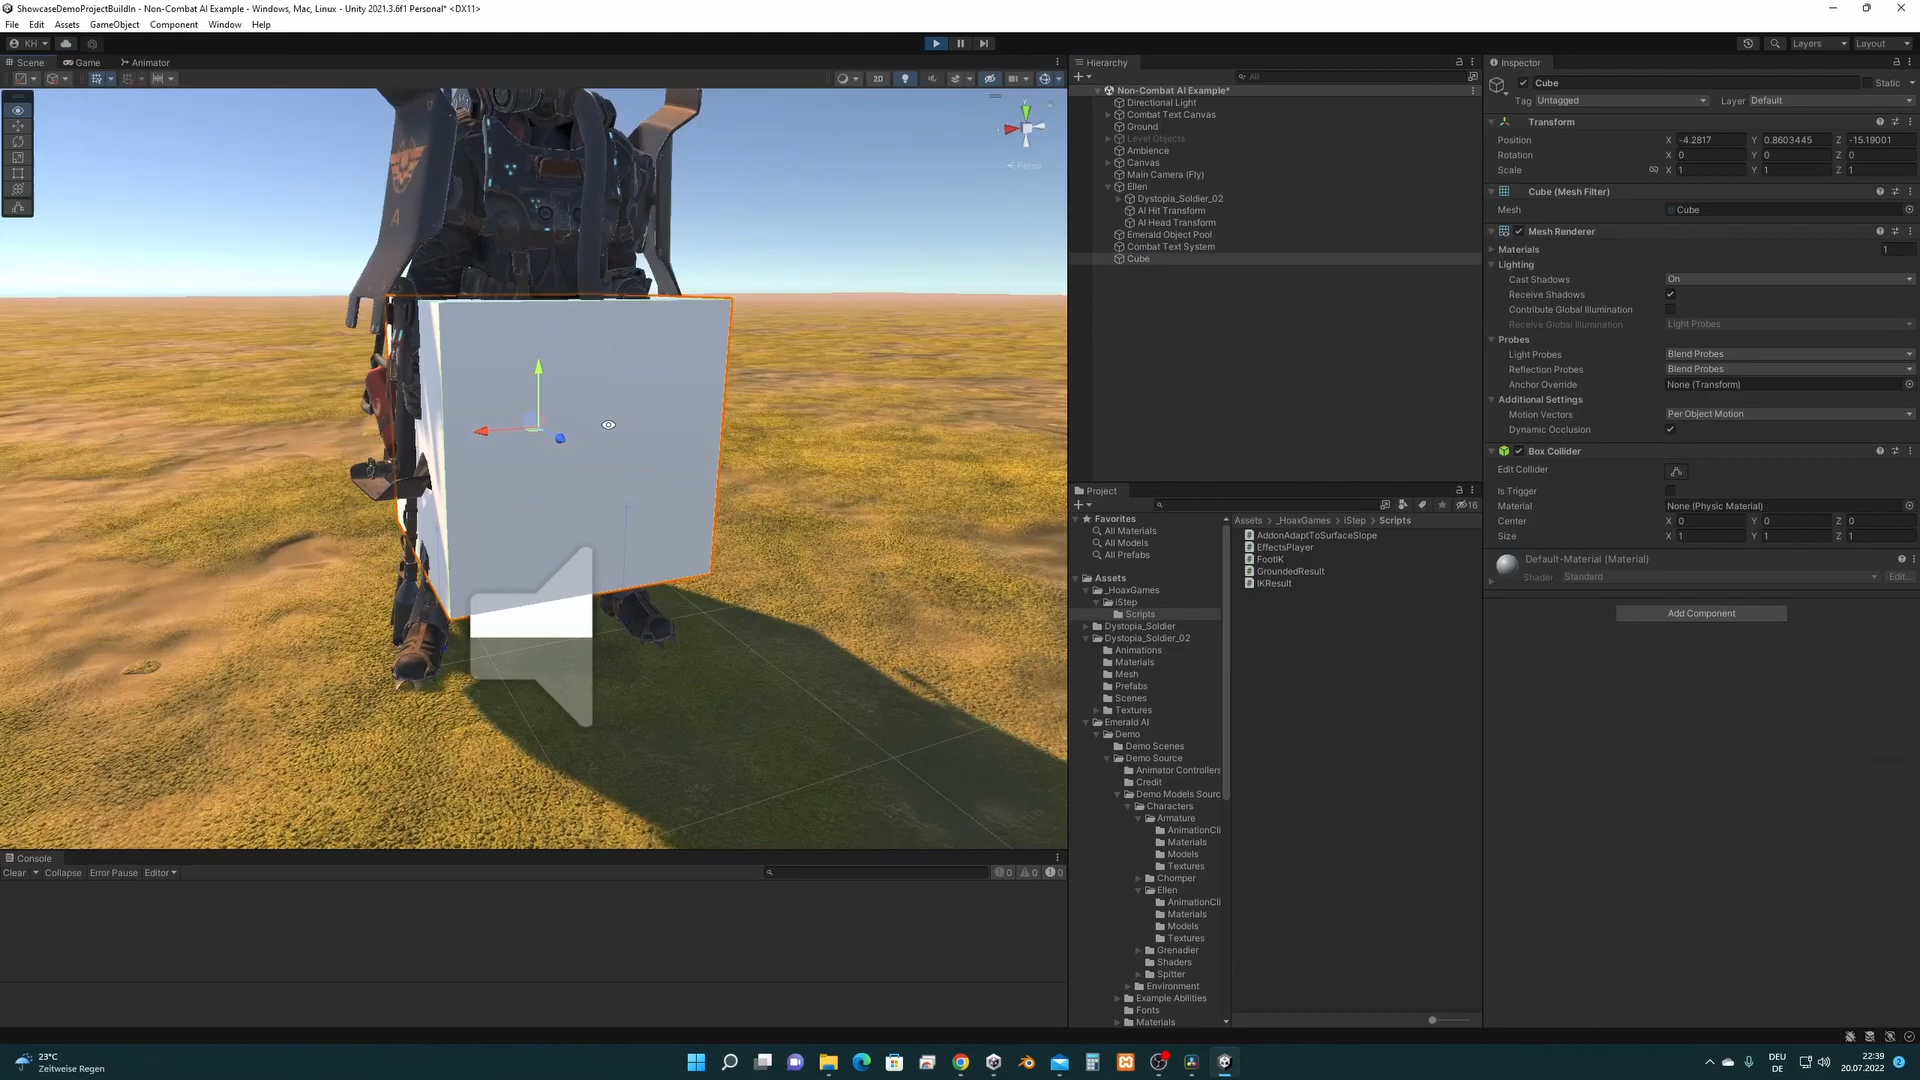 ShowcaseDemoProjectBuildIn - Non-Combat AI Example - Windows, Mac, Linux - Unity 2021.3.6f1 Personal* <DX11>
File Edit Assets GameObject Component Window Help
KH
Layers Layout
Scene Game Animator
2D
Persp
y
A
Hierarchy
All
Non-Combat AI Example*
Directional Light
Combat Text Canvas
Ground
Level Objects
Ambience
Canvas
Main Camera (Fly)
Ellen
Dystopia_Soldier_02
AI Hit Transform
AI Head Transform
Emerald Object Pool
Combat Text System
Cube
Inspector
Cube Static
Tag Untagged Layer Default
Transform
Position X -4.2817 Y 0.8603445 Z -15.19001
Rotation X 0 Y 0 Z 0
Scale X 1 Y 1 Z 1
Cube (Mesh Filter)
Mesh Cube
Mesh Renderer
Materials 1
Lighting
Cast Shadows On
Receive Shadows
Contribute Global Illumination
Receive Global Illumination Light Probes
Probes
Light Probes Blend Probes
Reflection Probes Blend Probes
Anchor Override None (Transform)
Additional Settings
Motion Vectors Per Object Motion
Dynamic Occlusion
Box Collider
Edit Collider
Is Trigger
Material None (Physic Material)
Center X 0 Y 0 Z 0
Size X 1 Y 1 Z 1
Default-Material (Material)
Shader Standard Edit...
Add Component
Project
16
Favorites
All Materials
All Models
All Prefabs
Assets
_HoaxGames
iStep
Scripts
Dystopia_Soldier
Dystopia_Soldier_02
Animations
Materials
Mesh
Prefabs
Scenes
Textures
Emerald AI
Demo
Demo Scenes
Demo Source
Animator Controllers
Credit
Demo Models Sourc
Characters
Armature
AnimationCli
Materials
Models
Textures
Chomper
Ellen
AnimationCli
Materials
Models
Textures
Grenadier
Shaders
Spitter
Environment
Example Abilities
Fonts
Materials
Assets > _HoaxGames > iStep > Scripts
AddonAdaptToSurfaceSlope
EffectsPlayer
FootIK
GroundedResult
IKResult
Console
Clear Collapse Error Pause Editor
0 0 0
23°C
Zeitweise Regen
DEU
DE
22:39
20.07.2022
2